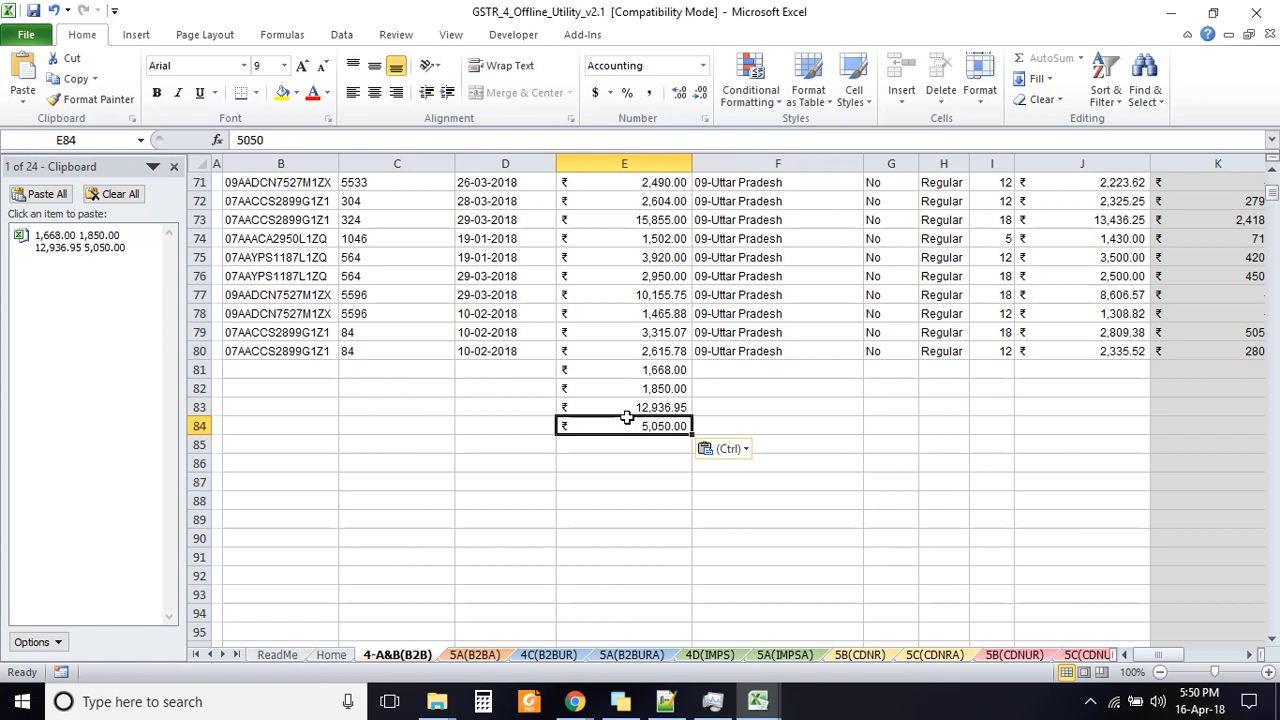 GSTR_4_Offline_Utility_v2.1 [Compatibility Mode] - Microsoft Excel
File Home Insert Page Layout Formulas Data Review View Developer Add-Ins
Paste
Cut
Copy
Format Painter
Clipboard
Arial 9
B I U
Font
Wrap Text
Merge & Center
Alignment
Accounting
$ % ,
Number
Conditional Formatting
Format as Table
Cell Styles
Styles
Insert Delete Format
Cells
AutoSum
Fill
Clear
Sort & Filter
Find & Select
Editing
E84 fx 5050
1 of 24 - Clipboard
Paste All Clear All
Click an item to paste:
1,668.00 1,850.00
12,936.95 5,050.00
Options
A B C D E F G H I J K
71 09AADCN7527M1ZX 5533 26-03-2018 ₹ 2,490.00 09-Uttar Pradesh No Regular 12 ₹ 2,223.62 ₹
72 07AACCS2899G1Z1 304 28-03-2018 ₹ 2,604.00 09-Uttar Pradesh No Regular 12 ₹ 2,325.25 ₹ 279
73 07AACCS2899G1Z1 324 29-03-2018 ₹ 15,855.00 09-Uttar Pradesh No Regular 18 ₹ 13,436.25 ₹ 2,418
74 07AACA2950L1ZQ 1046 19-01-2018 ₹ 1,502.00 09-Uttar Pradesh No Regular 5 ₹ 1,430.00 ₹ 71
75 07AAYPS1187L1ZQ 564 19-01-2018 ₹ 3,920.00 09-Uttar Pradesh No Regular 12 ₹ 3,500.00 ₹ 420
76 07AAYPS1187L1ZQ 564 29-03-2018 ₹ 2,950.00 09-Uttar Pradesh No Regular 18 ₹ 2,500.00 ₹ 450
77 09AADCN7527M1ZX 5596 29-03-2018 ₹ 10,155.75 09-Uttar Pradesh No Regular 18 ₹ 8,606.57 ₹ -
78 09AADCN7527M1ZX 5596 10-02-2018 ₹ 1,465.88 09-Uttar Pradesh No Regular 12 ₹ 1,308.82 ₹ -
79 07AACCS2899G1Z1 84 10-02-2018 ₹ 3,315.07 09-Uttar Pradesh No Regular 18 ₹ 2,809.38 ₹ 505
80 07AACCS2899G1Z1 84 10-02-2018 ₹ 2,615.78 09-Uttar Pradesh No Regular 12 ₹ 2,335.52 ₹ 280
81 ₹ 1,668.00
82 ₹ 1,850.00
83 ₹ 12,936.95
84 ₹ 5,050.00
85 (Ctrl)
86
87
88
89
90
91
92
93
94
95
ReadMe Home 4-A&B(B2B) 5A(B2BA) 4C(B2BUR) 5A(B2BURA) 4D(IMPS) 5A(IMPSA) 5B(CDNR) 5C(CDNRA) 5B(CDNUR) 5C(CDNUR
Ready 100%
Type here to search
5:50 PM
16-Apr-18